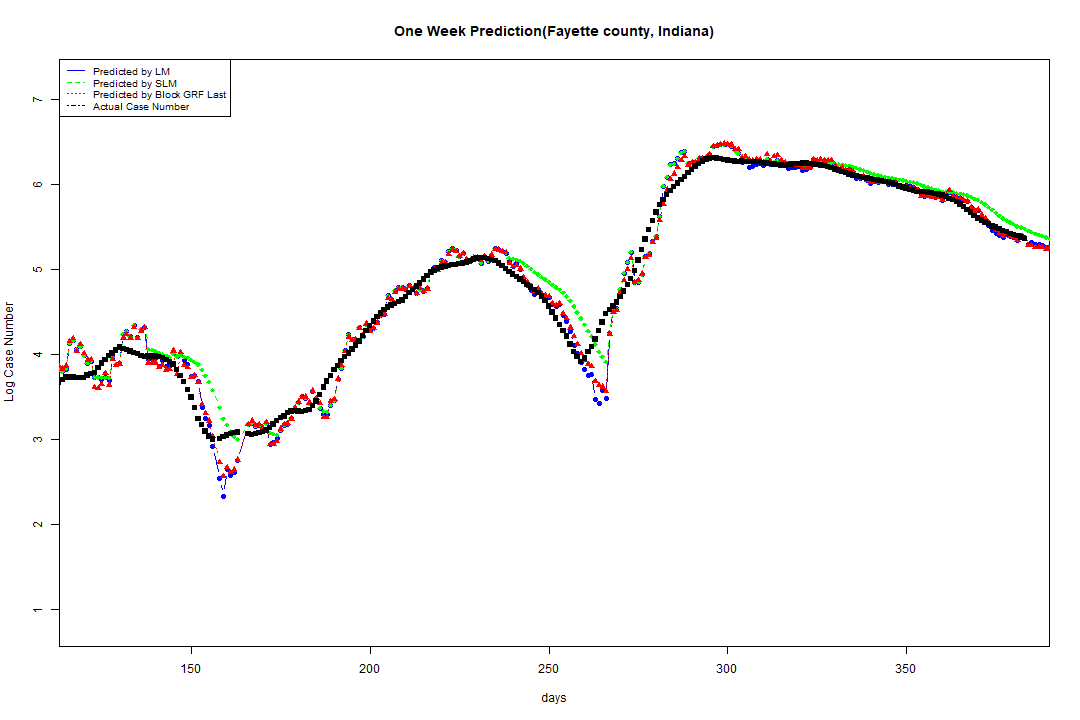 One Week Prediction(Fayette county, Indiana)
Predicted by LM
Predicted by SLM
Predicted by Block GRF Last
Actual Case Number
7
6
5
4
3
2
1
Log Case Number
150 200 250 300 350
days